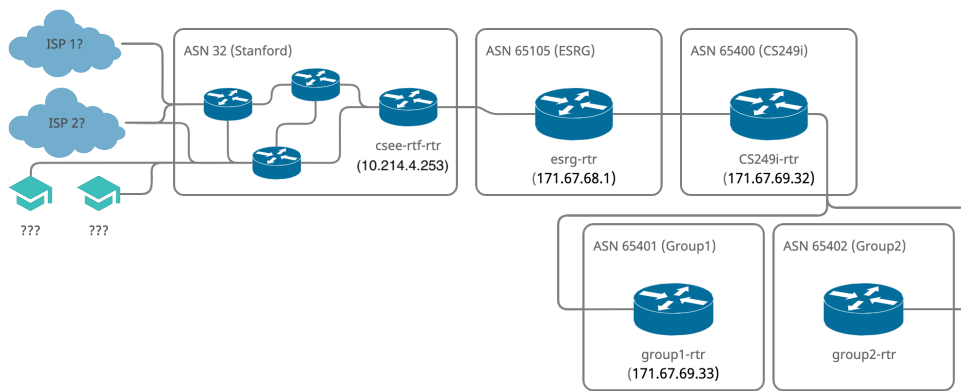 ISP 1?
ISP 2?
???
???
ASN 32 (Stanford)
csee-rtf-rtr
(10.214.4.253)
ASN 65105 (ESRG)
esrg-rtr
(171.67.68.1)
ASN 65400 (CS249i)
CS249i-rtr
(171.67.69.32)
ASN 65401 (Group1)
group1-rtr
(171.67.69.33)
ASN 65402 (Group2)
group2-rtr